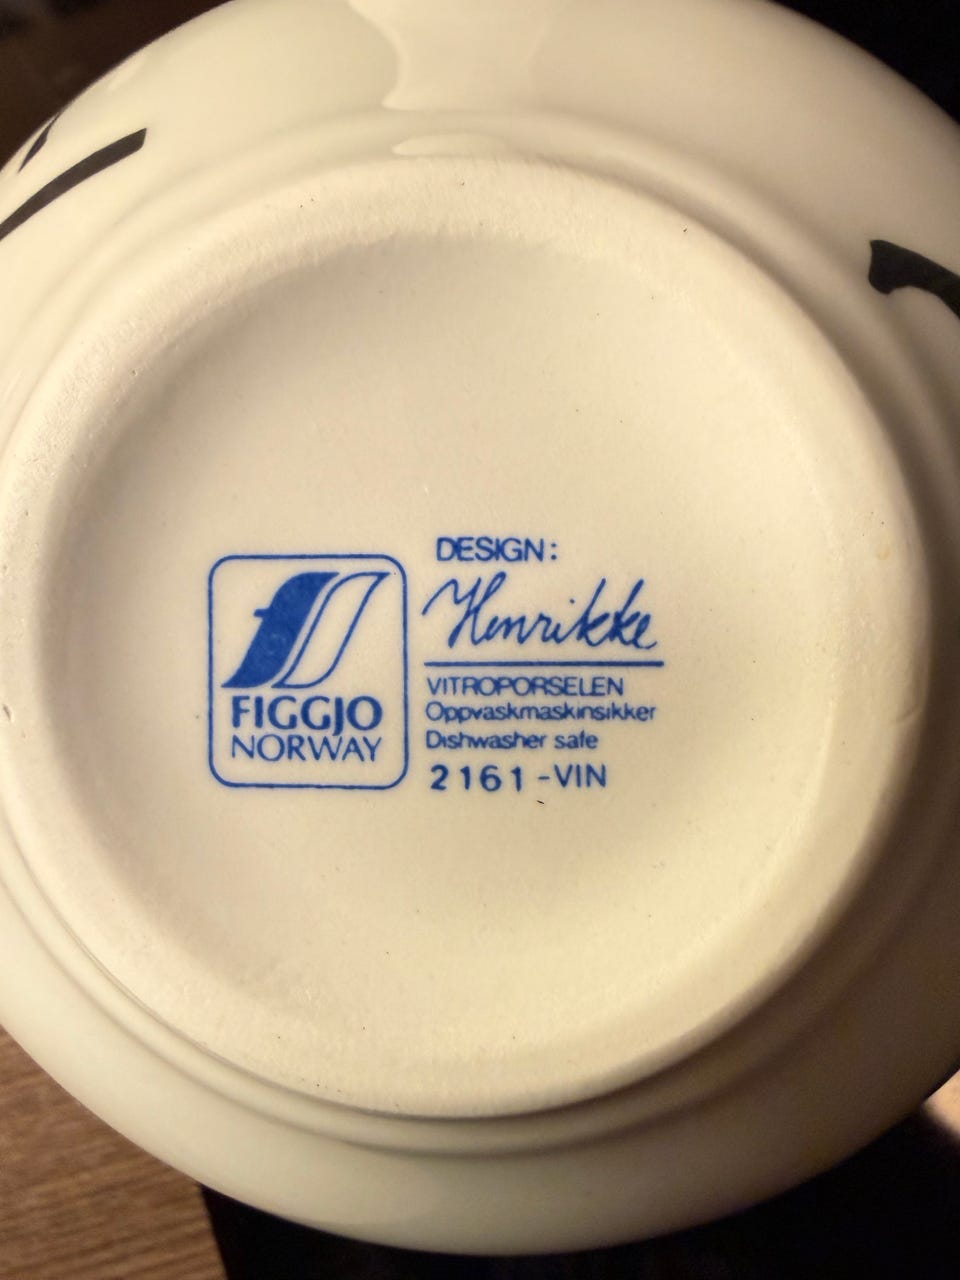 FIGGJO
NORWAY
DESIGN:
Henrikke
VITROPORSELEN
Oppvaskmaskinsikker
Dishwasher safe
2161-VIN